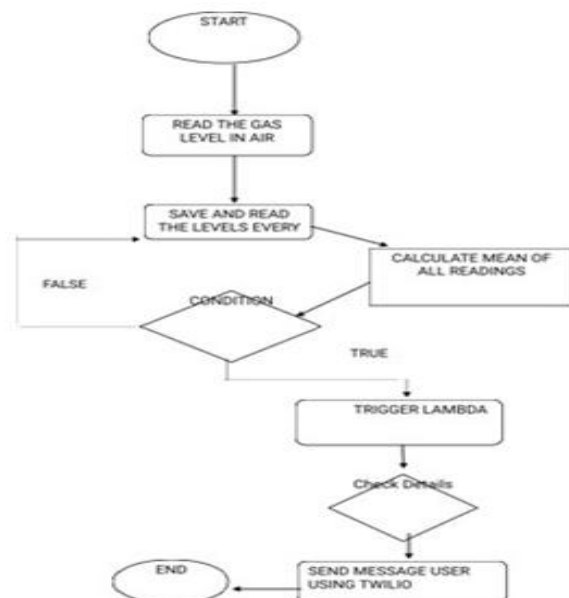 START
READ THE GAS
LEVEL IN AIR
SAVE AND READ
THE LEVELS EVERY
CALCULATE MEAN OF
ALL READINGS
FALSE
CONDITION
TRUE
TRIGGER LAMBDA
Check Details
END
SEND MESSAGE USER
USING TWILIO